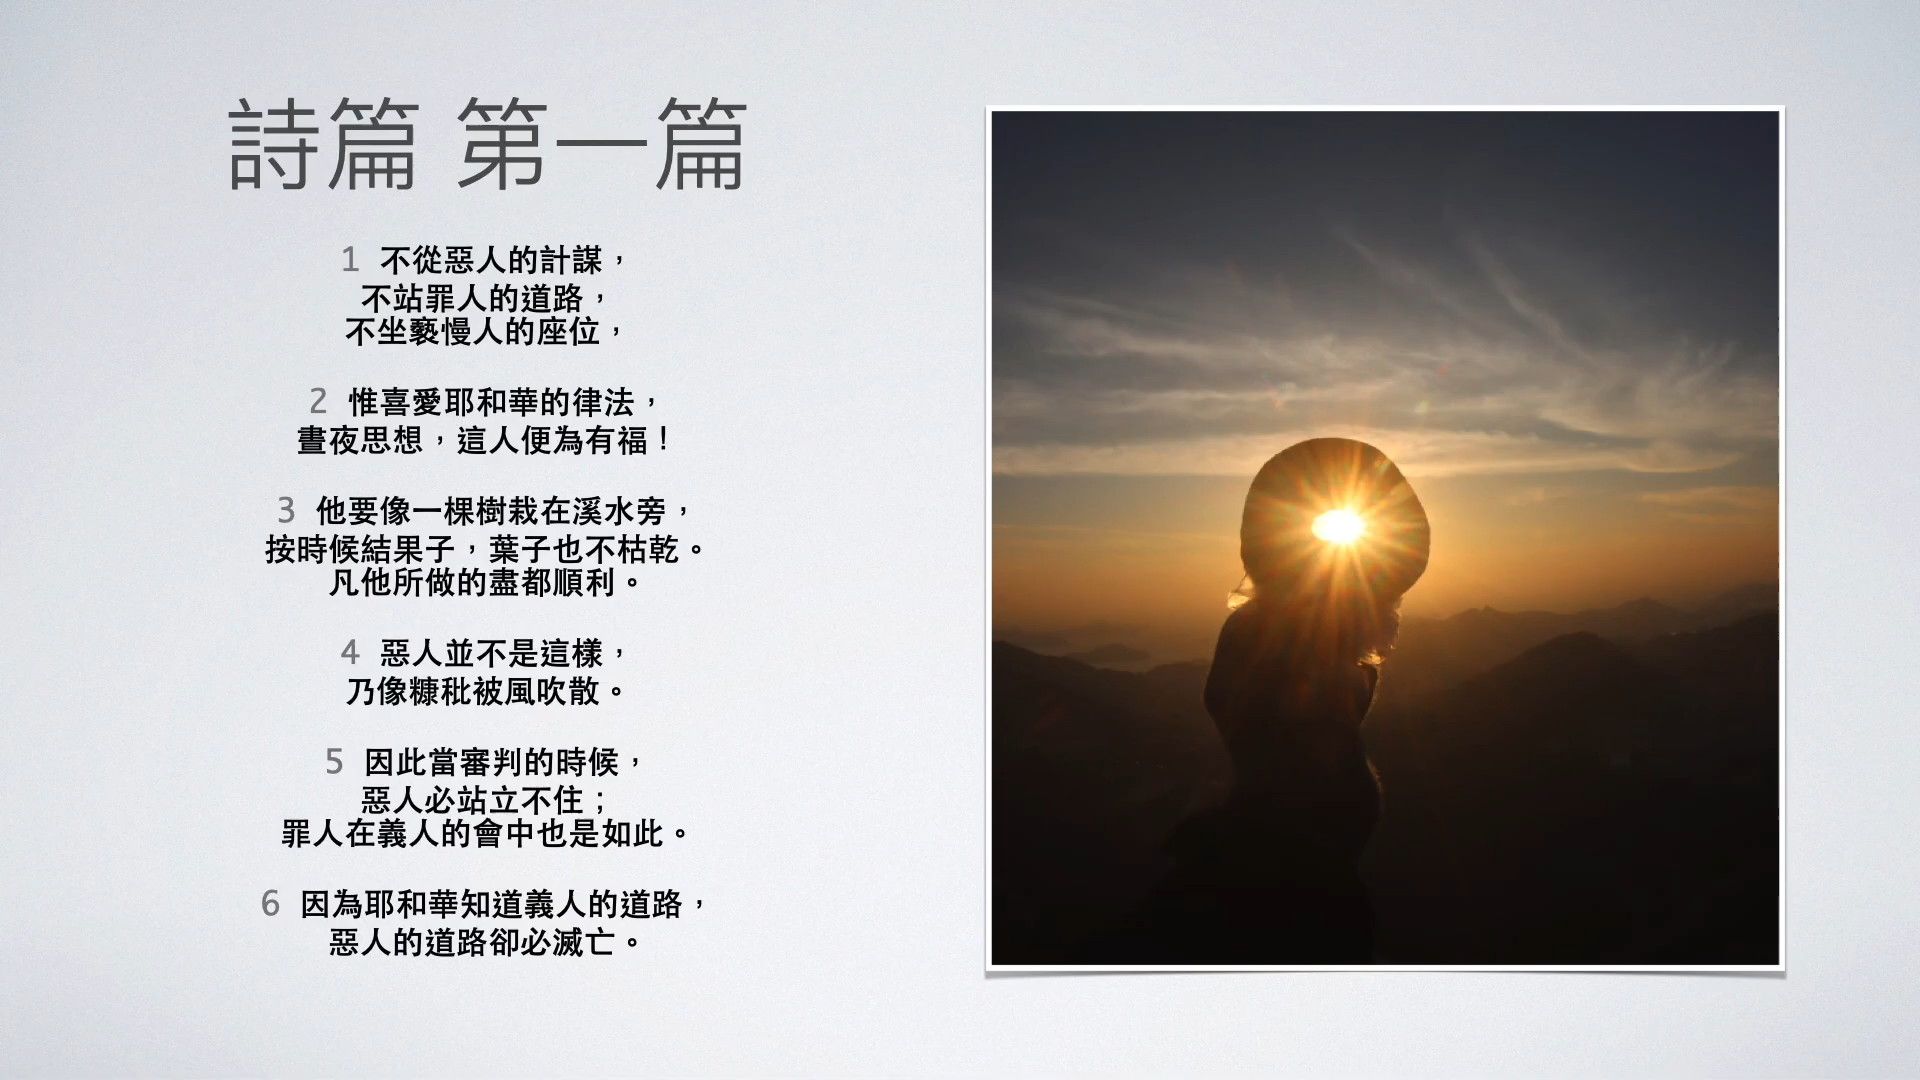 詩篇 第一篇
1 不從惡人的計謀，
不站罪人的道路，
不坐褻慢人的座位，
2 惟喜愛耶和華的律法，
晝夜思想，這人便為有福！
3 他要像一棵樹栽在溪水旁，
按時候結果子，葉子也不枯乾。
凡他所做的盡都順利。
4 惡人並不是這樣，
乃像糠秕被風吹散。
5 因此當審判的時候，
惡人必站立不住；
罪人在義人的會中也是如此。
6 因為耶和華知道義人的道路，
惡人的道路卻必滅亡。